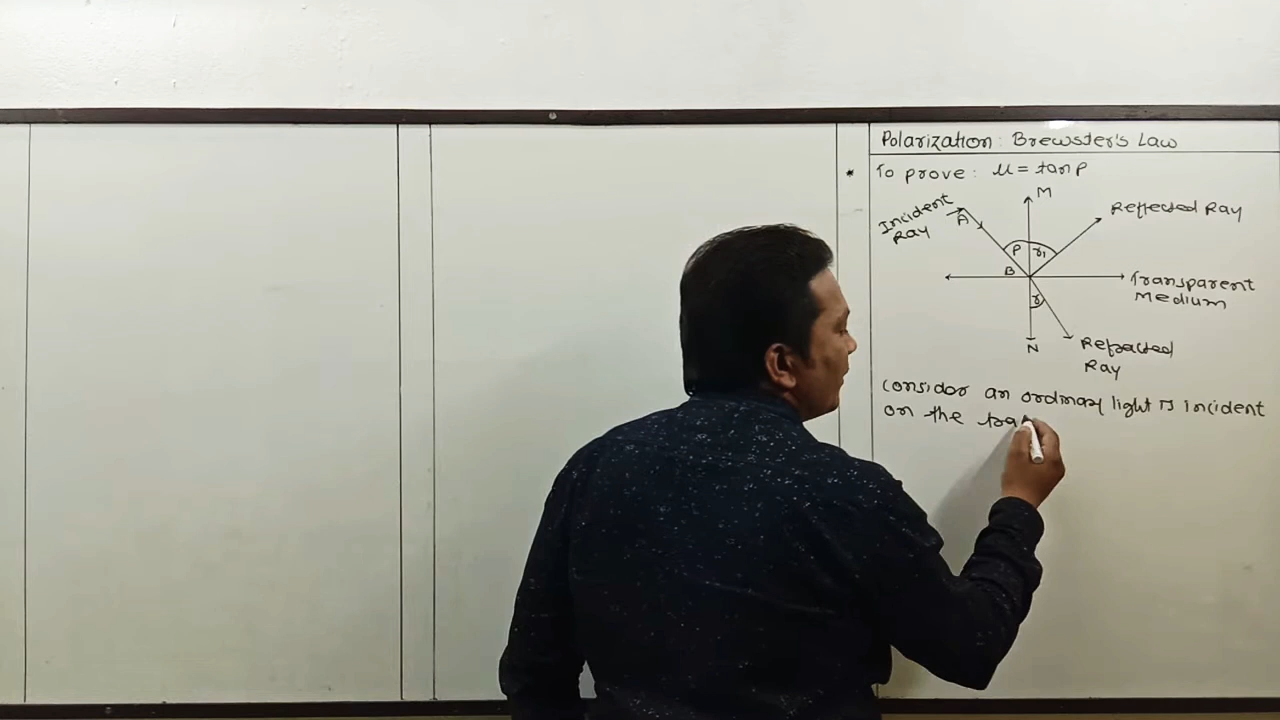 Polarization: Brewster's Law
* To prove: μ = tan P
M
Incident
Ray
A
Reflected Ray
P
r₁
B
Transparent
Medium
r
N
Refracted
Ray
Consider an ordinary light is incident
on the tra